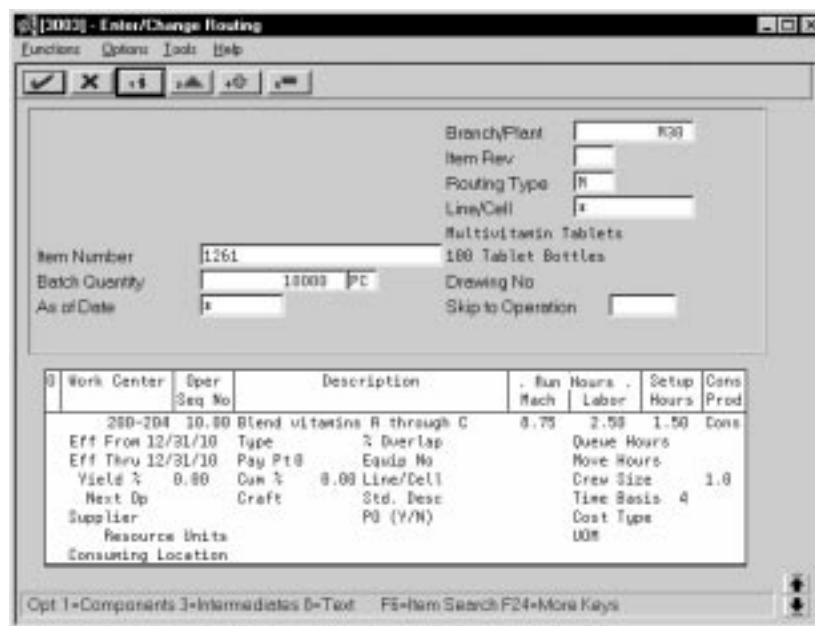 [3003] - Enter/Change Routing
Functions Options Tools Help
Branch/Plant M30
Item Rev
Routing Type M
Line/Cell *
Multivitamin Tablets
Item Number 1261 100 Tablet Bottles
Batch Quantity 10000 PC Drawing No
As of Date * Skip to Operation
O Work Center Oper Seq No Description . Run Hours . Mach Labor Setup Hours Cons Prod
200-204 10.00 Blend vitamins A through C 8.75 2.50 1.50 Cons
Eff From 12/31/10 Type % Overlap Queue Hours
Eff Thru 12/31/10 Pay Pt 0 Equip No Move Hours
Yield % 0.00 Cum % 0.00 Line/Cell Crew Size 1.0
Next Op Craft Std. Desc Time Basis 4
Supplier PO (Y/N) Cost Type
Resource Units UOM
Consuming Location
Opt 1=Components 3=Intermediates 8=Text F6=Item Search F24=More Keys